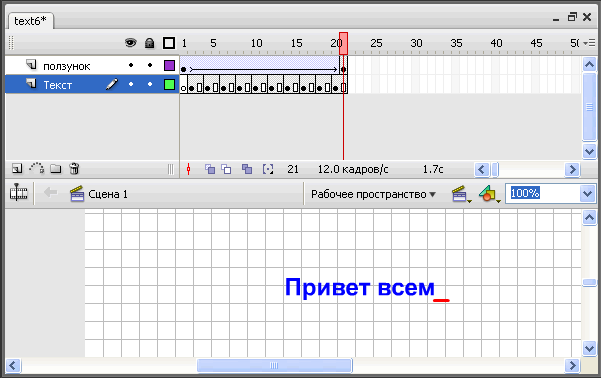 text6*
1 5 10 15 20 25 30 35 40 45 50
ползунок
Текст
21 12.0 кадров/с 1.7с
Сцена 1 Рабочее пространство 100%
Привет всем_